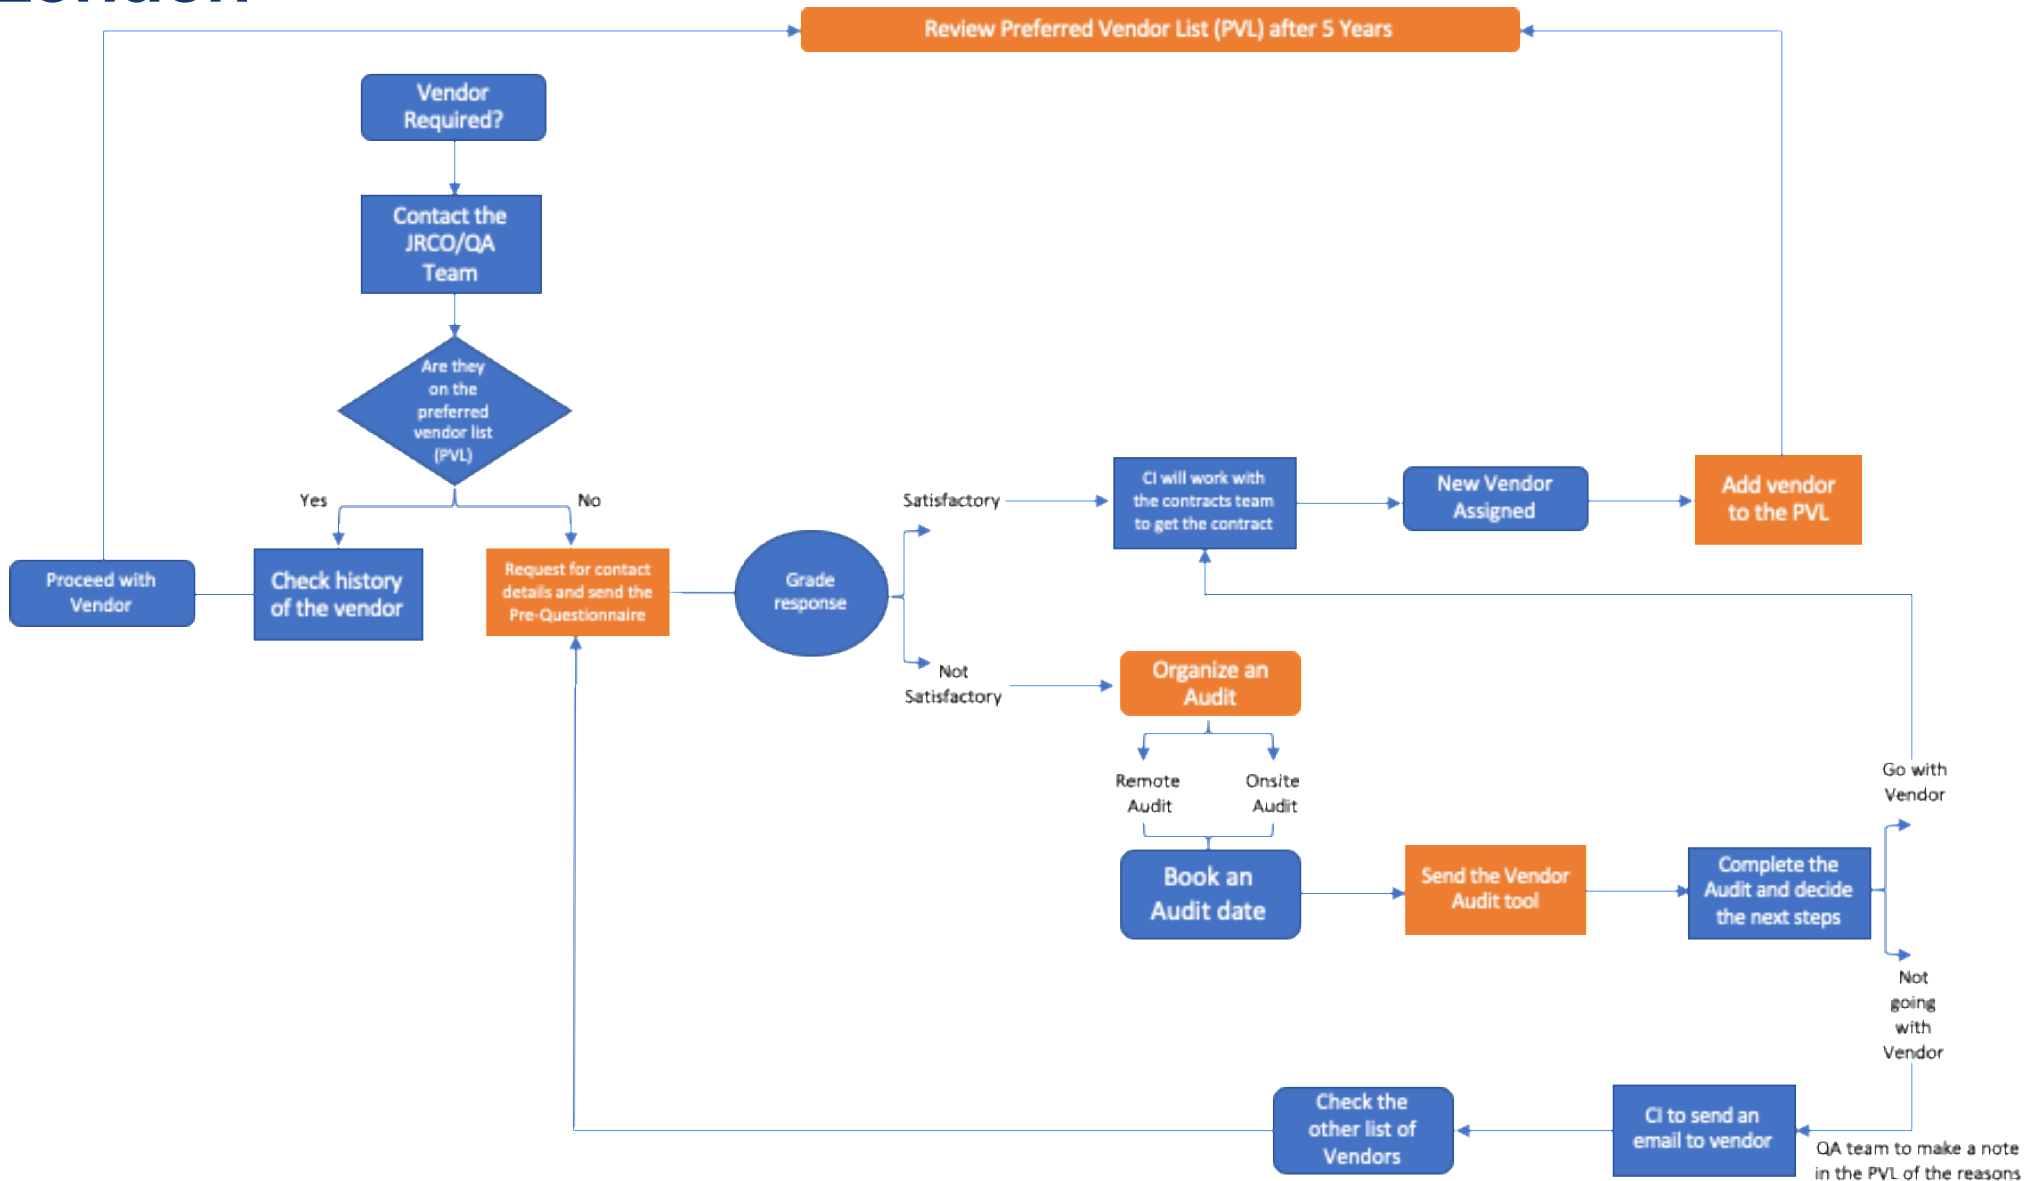 Review Preferred Vendor List (PVL) after 5 Years
Vendor
Required?
Contact the
JRCO/QA
Team
Are they
on the
preferred
vendor list
(PVL)
Yes
No
Proceed with
Vendor
Check history
of the vendor
Request for contact
details and send the
Pre-Questionnaire
Grade
response
Satisfactory
Not
Satisfactory
CI will work with
the contracts team
to get the contract
New Vendor
Assigned
Add vendor
to the PVL
Organize an
Audit
Remote
Audit
Onsite
Audit
Book an
Audit date
Send the Vendor
Audit tool
Complete the
Audit and decide
the next steps
Go with
Vendor
Not
going
with
Vendor
QA team to make a note
in the PVL of the reasons
CI to send an
email to vendor
Check the
other list of
Vendors